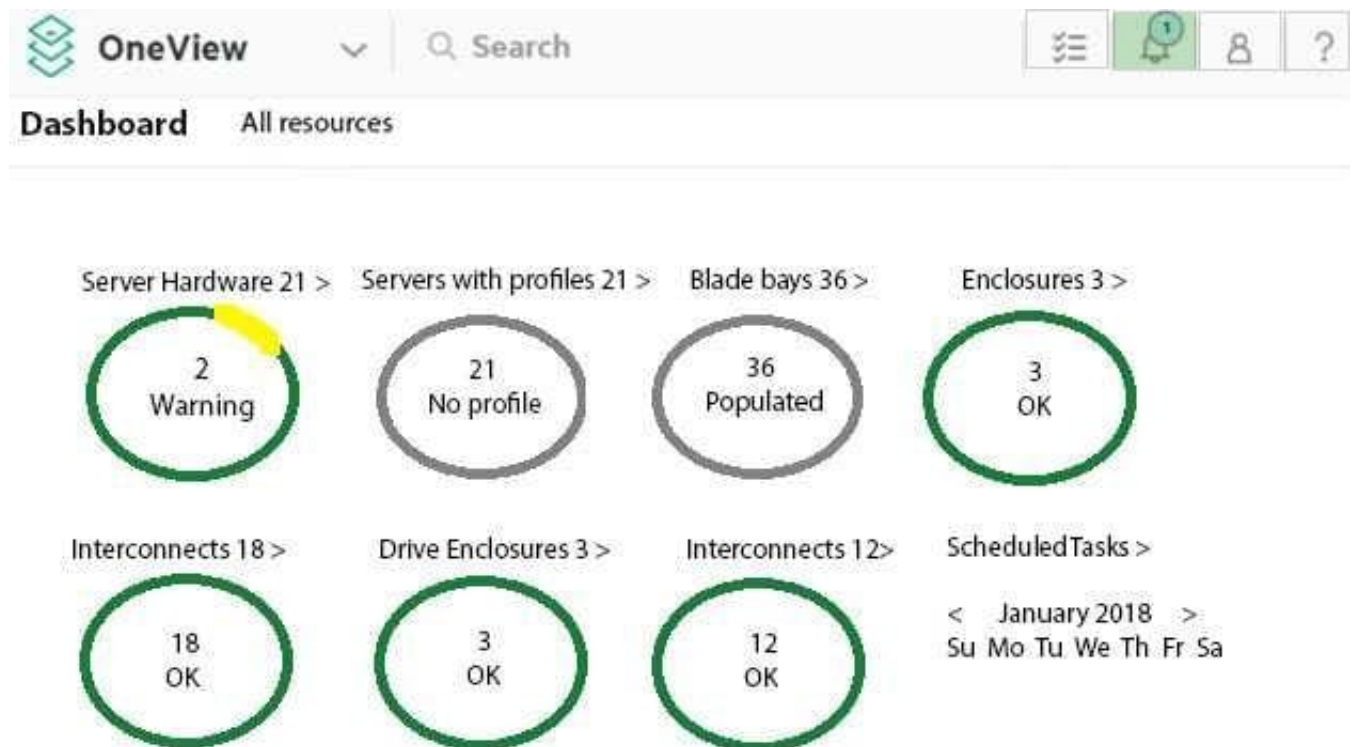 OneView Search 1 ?
Dashboard All resources
Server Hardware 21 > Servers with profiles 21 > Blade bays 36 > Enclosures 3 >
2 21 36 3
Warning No profile Populated OK
Interconnects 18 > Drive Enclosures 3 > Interconnects 12> ScheduledTasks >
< January 2018 >
18 3 12 Su Mo Tu We Th Fr Sa
OK OK OK